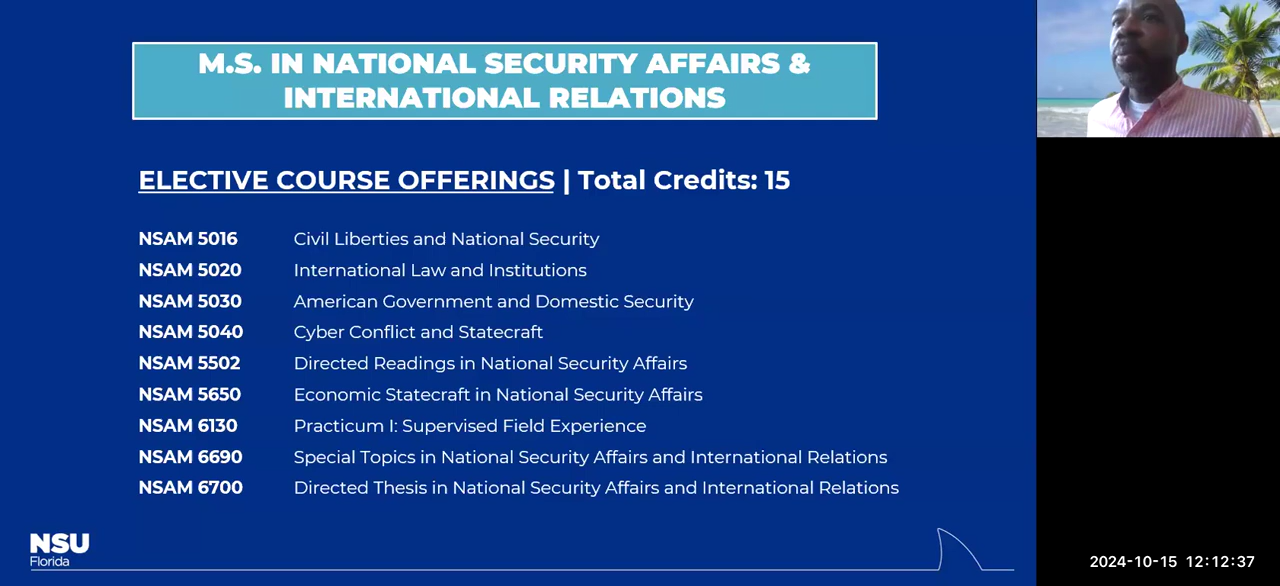 M.S. IN NATIONAL SECURITY AFFAIRS &
INTERNATIONAL RELATIONS
ELECTIVE COURSE OFFERINGS | Total Credits: 15
NSAM 5016 Civil Liberties and National Security
NSAM 5020 International Law and Institutions
NSAM 5030 American Government and Domestic Security
NSAM 5040 Cyber Conflict and Statecraft
NSAM 5502 Directed Readings in National Security Affairs
NSAM 5650 Economic Statecraft in National Security Affairs
NSAM 6130 Practicum I: Supervised Field Experience
NSAM 6690 Special Topics in National Security Affairs and International Relations
NSAM 6700 Directed Thesis in National Security Affairs and International Relations
NSU
Florida
2024-10-15 12:12:37